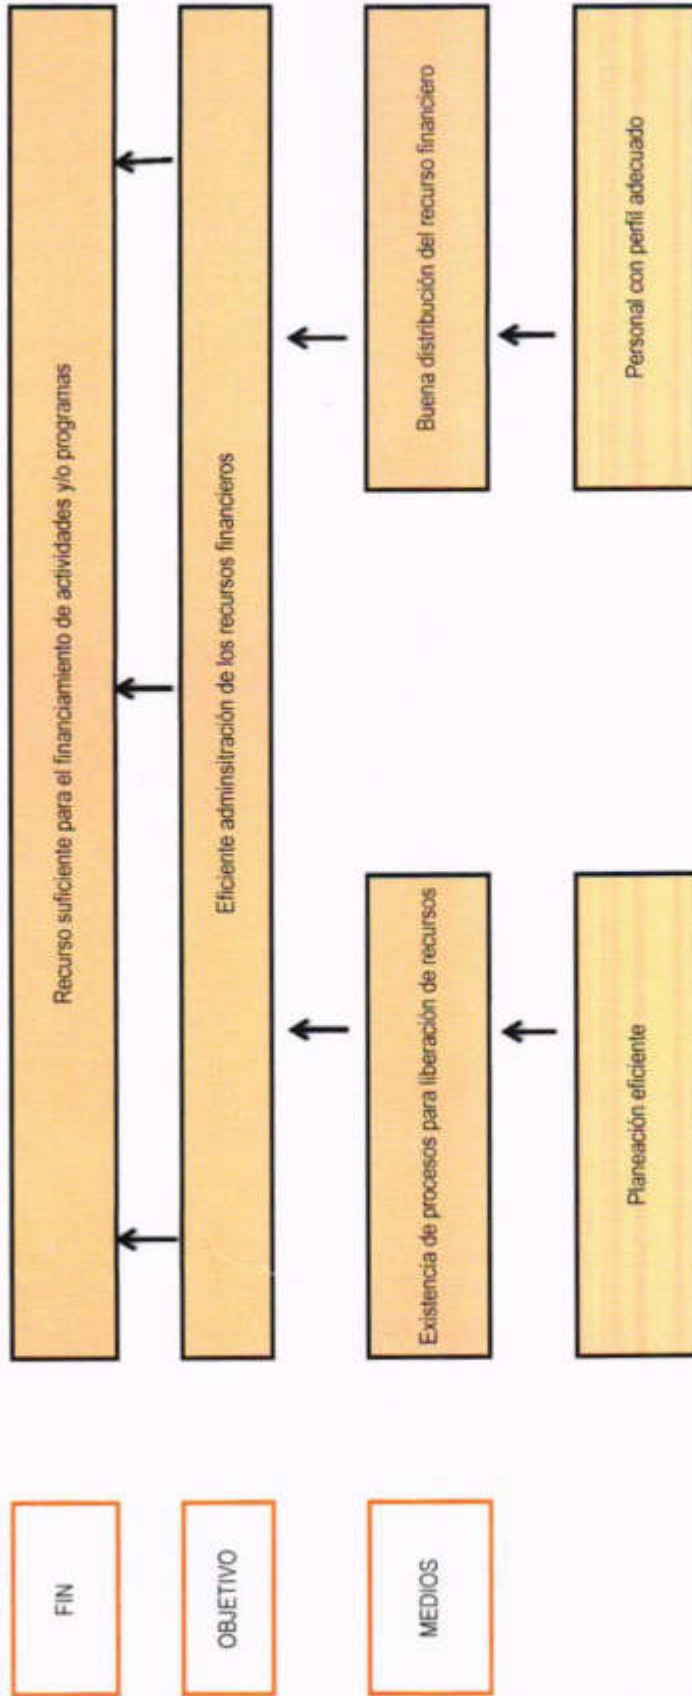 FIN
Recurso suficiente para el financiamiento de actividades y/o programas
OBJETIVO
Eficiente adminsitración de los recursos financieros
MEDIOS
Existencia de procesos para liberación de recursos
Buena distribución del recurso financiero
Planeación eficiente
Personal con perfil adecuado